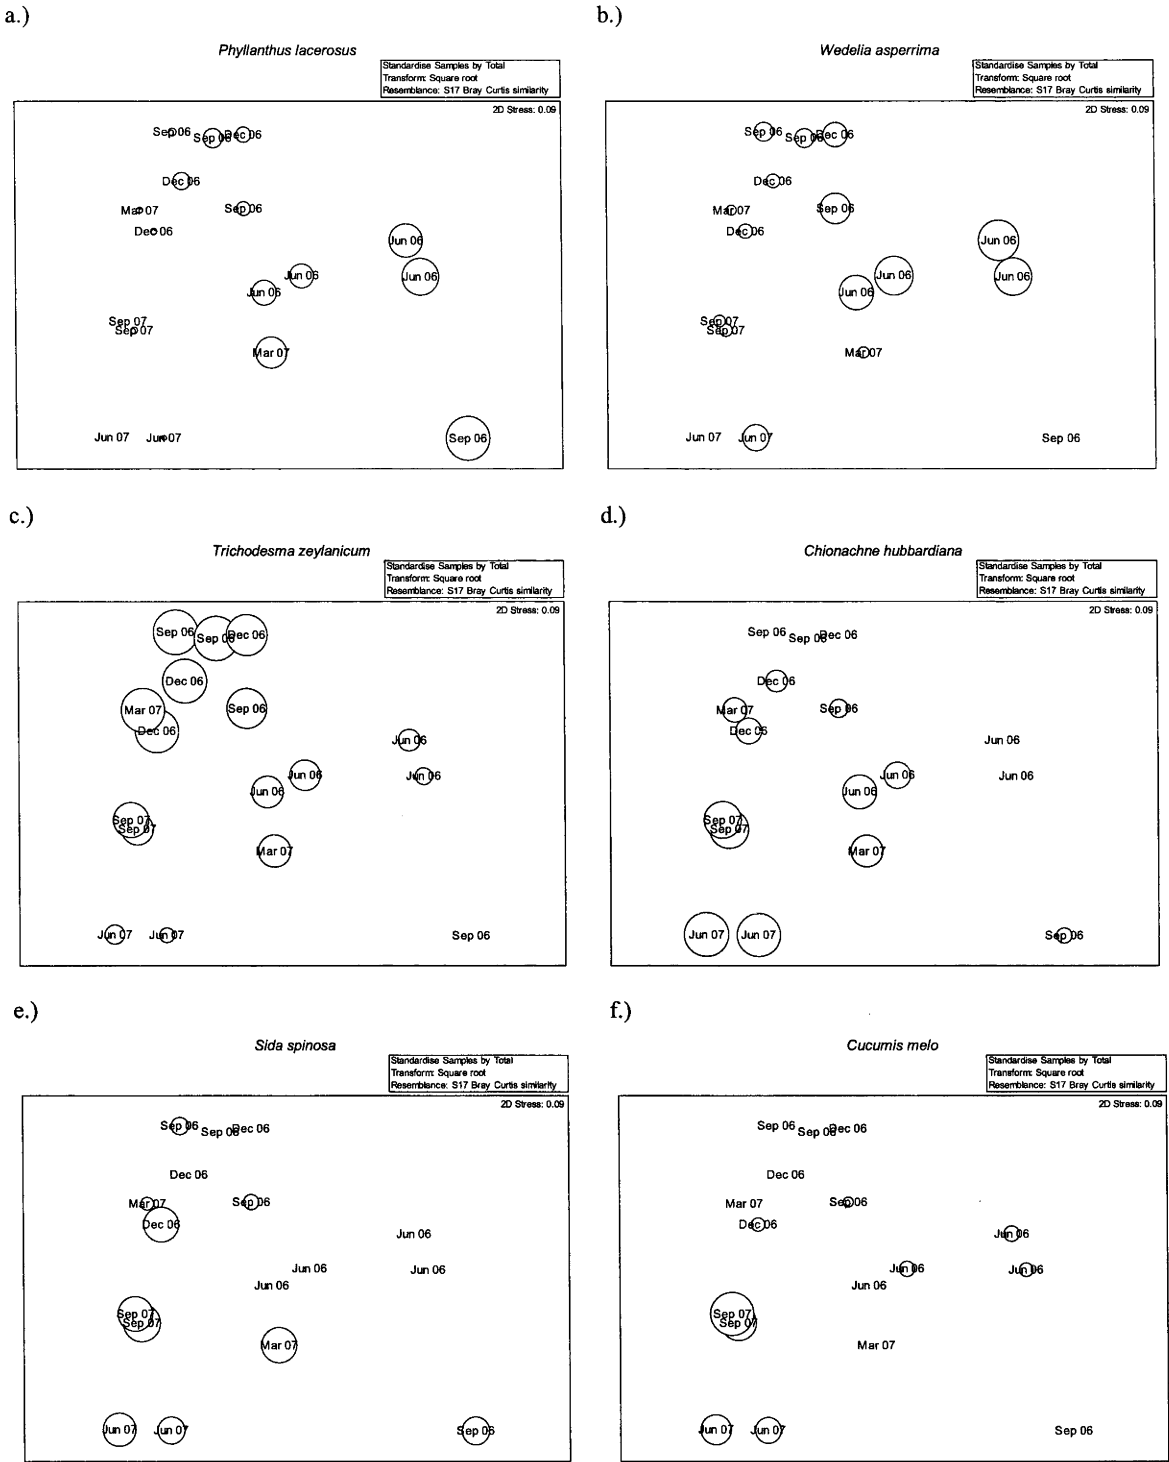 a.)
Phyllanthus lacerosus
Standardise Samples by Total
Transform: Square root
Resemblance: S17 Bray Curtis similarity
2D Stress: 0.09
Sep 06
Sep 06
Dec 06
Dec 06
Mar 07
Sep 06
Dec 06
Jun 06
Jun 06
Jun 06
Jun 06
Sep 07
Sep 07
Mar 07
Jun 07
Jun 07
Sep 06
b.)
Wedelia asperrima
Standardise Samples by Total
Transform: Square root
Resemblance: S17 Bray Curtis similarity
2D Stress: 0.09
Sep 06
Sep 06
Dec 06
Dec 06
Mar 07
Sep 06
Dec 06
Jun 06
Jun 06
Jun 06
Jun 06
Sep 07
Sep 07
Mar 07
Jun 07
Jun 07
Sep 06
c.)
Trichodesma zeylanicum
Standardise Samples by Total
Transform: Square root
Resemblance: S17 Bray Curtis similarity
2D Stress: 0.09
Sep 06
Sep 06
Dec 06
Dec 06
Mar 07
Sep 06
Dec 06
Jun 06
Jun 06
Jun 06
Jun 06
Sep 07
Sep 07
Mar 07
Jun 07
Jun 07
Sep 06
d.)
Chionachne hubbardiana
Standardise Samples by Total
Transform: Square root
Resemblance: S17 Bray Curtis similarity
2D Stress: 0.09
Sep 06
Sep 06
Dec 06
Dec 06
Mar 07
Sep 06
Dec 06
Jun 06
Jun 06
Jun 06
Jun 06
Sep 07
Sep 07
Mar 07
Jun 07
Jun 07
Sep 06
e.)
Sida spinosa
Standardise Samples by Total
Transform: Square root
Resemblance: S17 Bray Curtis similarity
2D Stress: 0.09
Sep 06
Sep 06
Dec 06
Dec 06
Mar 07
Sep 06
Dec 06
Jun 06
Jun 06
Jun 06
Jun 06
Sep 07
Sep 07
Mar 07
Jun 07
Jun 07
Sep 06
f.)
Cucumis melo
Standardise Samples by Total
Transform: Square root
Resemblance: S17 Bray Curtis similarity
2D Stress: 0.09
Sep 06
Sep 06
Dec 06
Dec 06
Mar 07
Sep 06
Dec 06
Jun 06
Jun 06
Jun 06
Jun 06
Sep 07
Sep 07
Mar 07
Jun 07
Jun 07
Sep 06